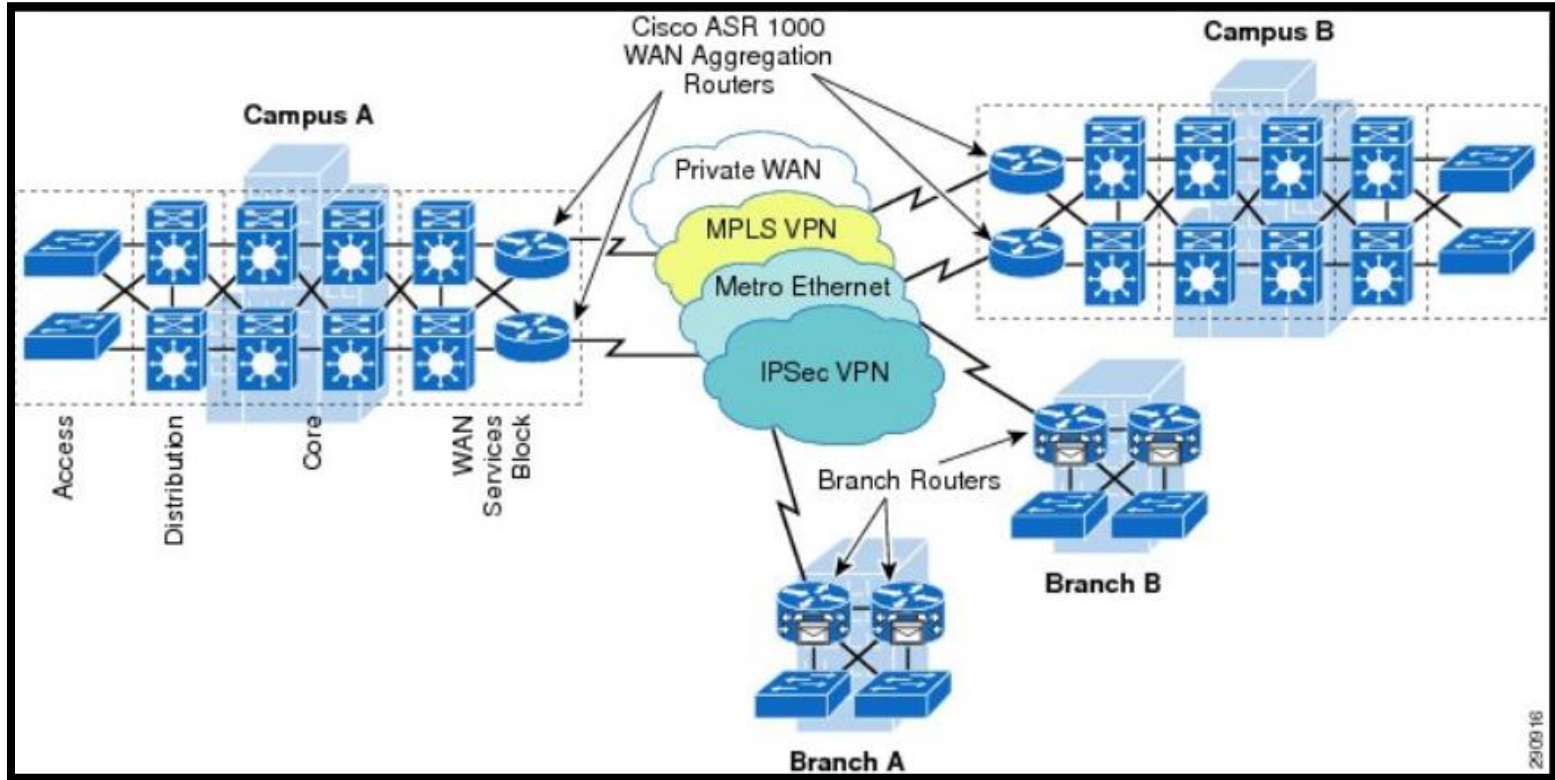 Cisco ASR 1000
WAN Aggregation
Routers
Campus B
Campus A
Private WAN
MPLS VPN
Metro Ethernet
IPSec VPN
Access
Distribution
Core
WAN
Services
Block
Branch Routers
Branch B
Branch A
290916